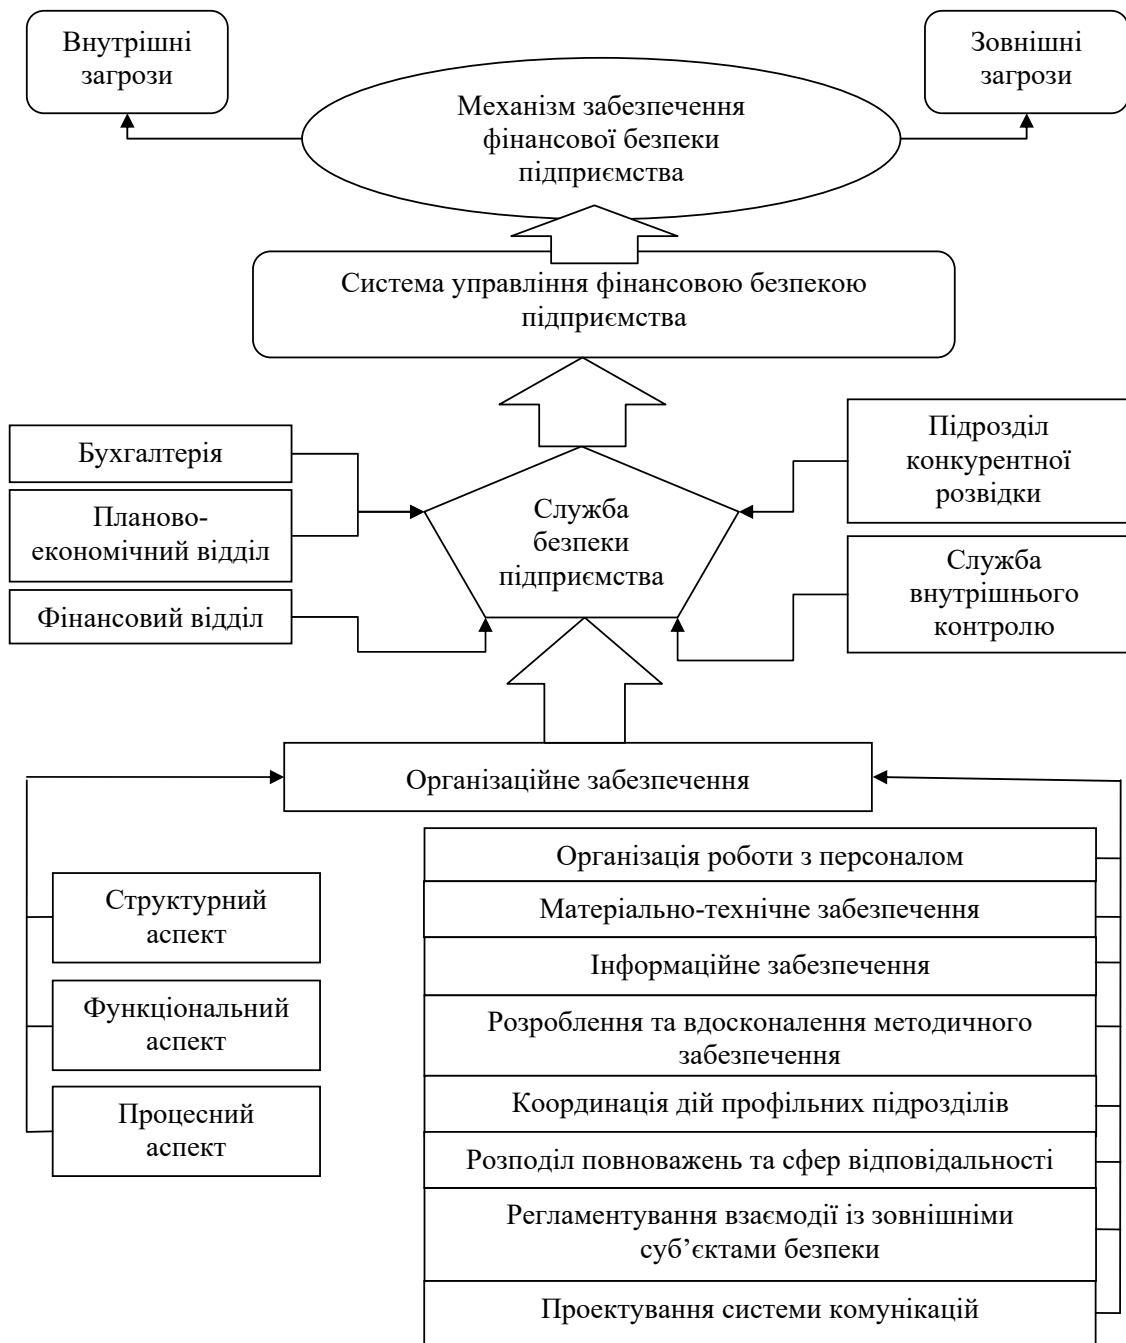 Внутрішні
загрози
Зовнішні
загрози
Механізм забезпечення
фінансової безпеки
підприємства
Система управління фінансовою безпекою
підприємства
Бухгалтерія
Планово-
економічний відділ
Фінансовий відділ
Служба
безпеки
підприємства
Підрозділ
конкурентної
розвідки
Служба
внутрішнього
контролю
Організаційне забезпечення
Структурний
аспект
Функціональний
аспект
Процесний
аспект
Організація роботи з персоналом
Матеріально-технічне забезпечення
Інформаційне забезпечення
Розроблення та вдосконалення методичного
забезпечення
Координація дій профільних підрозділів
Розподіл повноважень та сфер відповідальності
Регламентування взаємодії із зовнішніми
суб’єктами безпеки
Проектування системи комунікацій